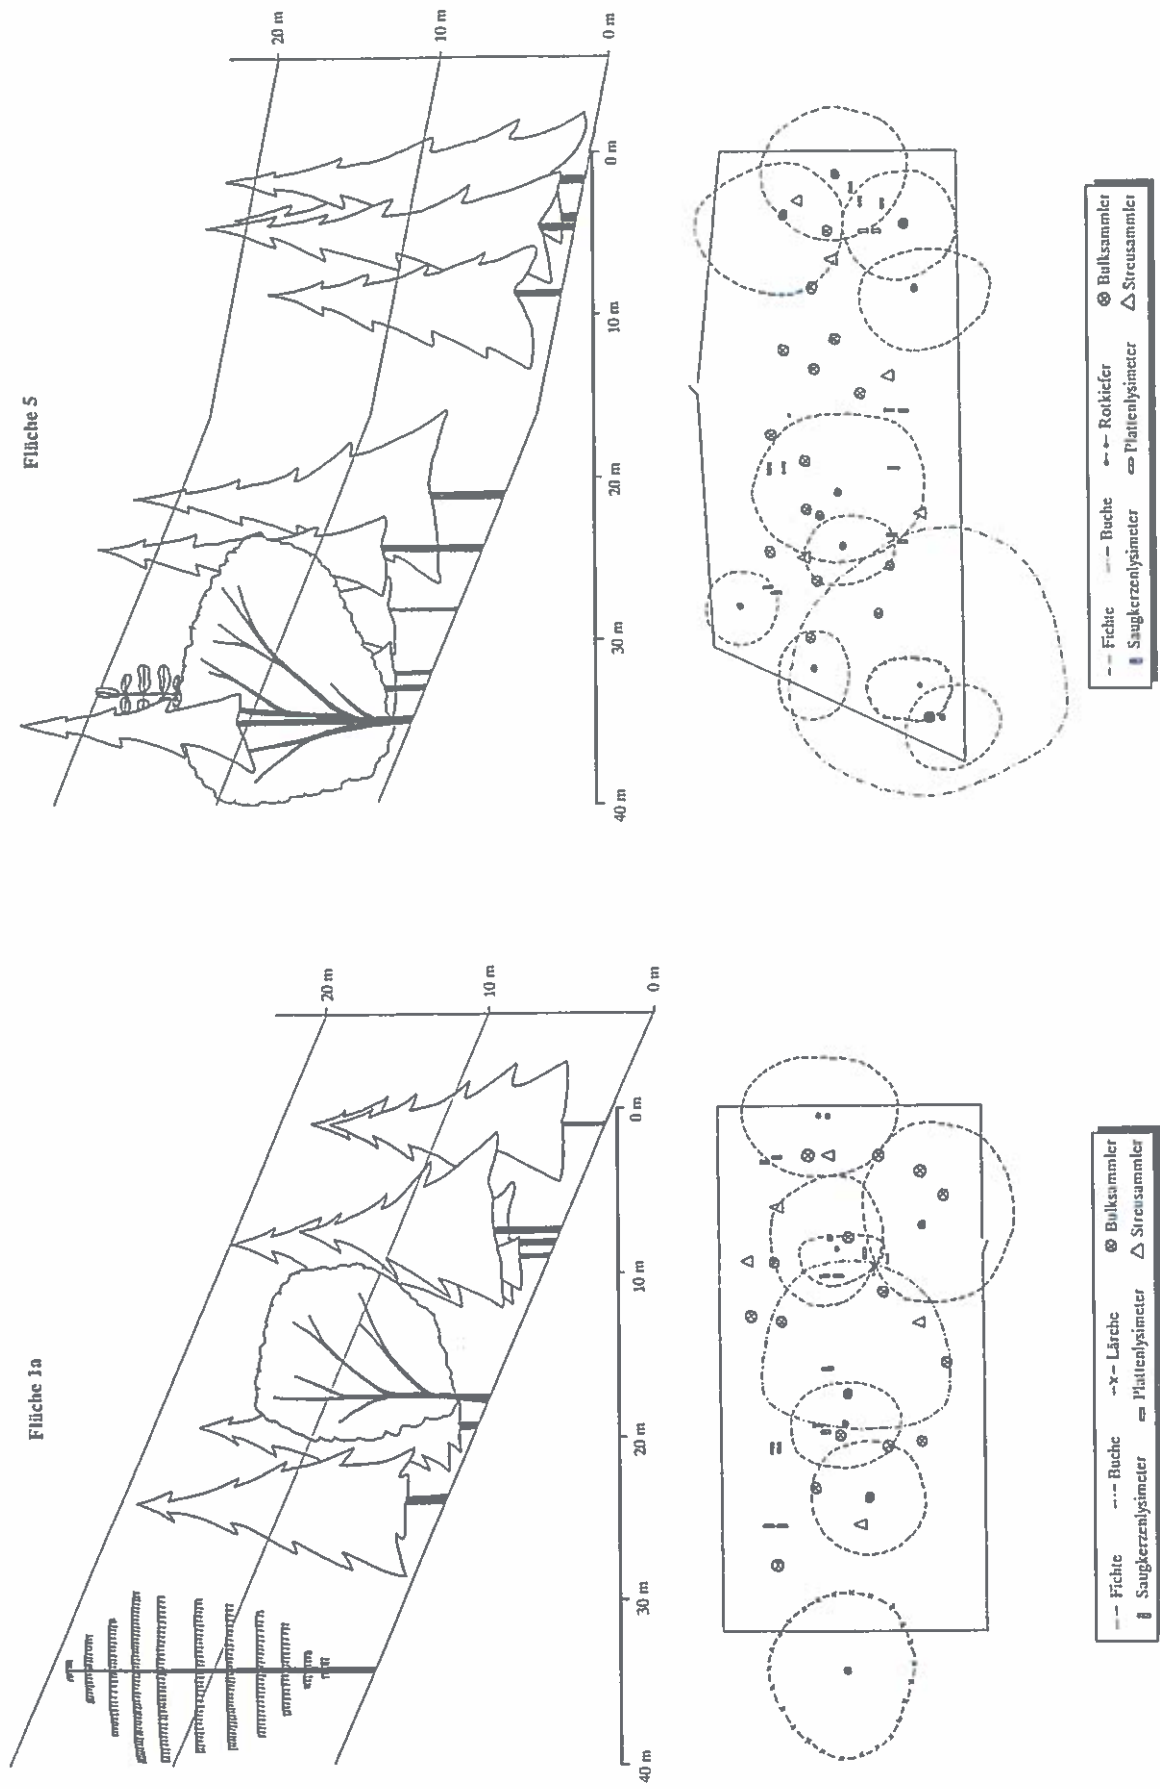 Fläche 1a
20 m
10 m
0 m
40 m
30 m
20 m
10 m
0 m
Fichte
Buche
Lärche
Bulksammler
Saugkerzenlysimeter
Plattenlysimeter
Streusammler
Fläche 5
20 m
10 m
0 m
40 m
30 m
20 m
10 m
0 m
Fichte
Buche
Rotkiefer
Bulksammler
Saugkerzenlysimeter
Plattenlysimeter
Streusammler